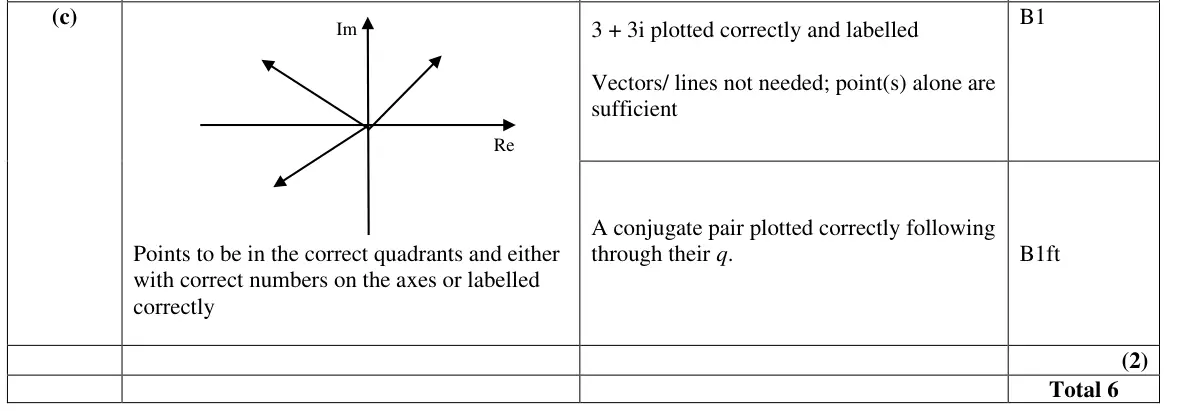 (c)
Im
Re
Points to be in the correct quadrants and either
with correct numbers on the axes or labelled
correctly
3 + 3i plotted correctly and labelled
Vectors/ lines not needed; point(s) alone are
sufficient
B1
A conjugate pair plotted correctly following
through their q.
B1ft
(2)
Total 6